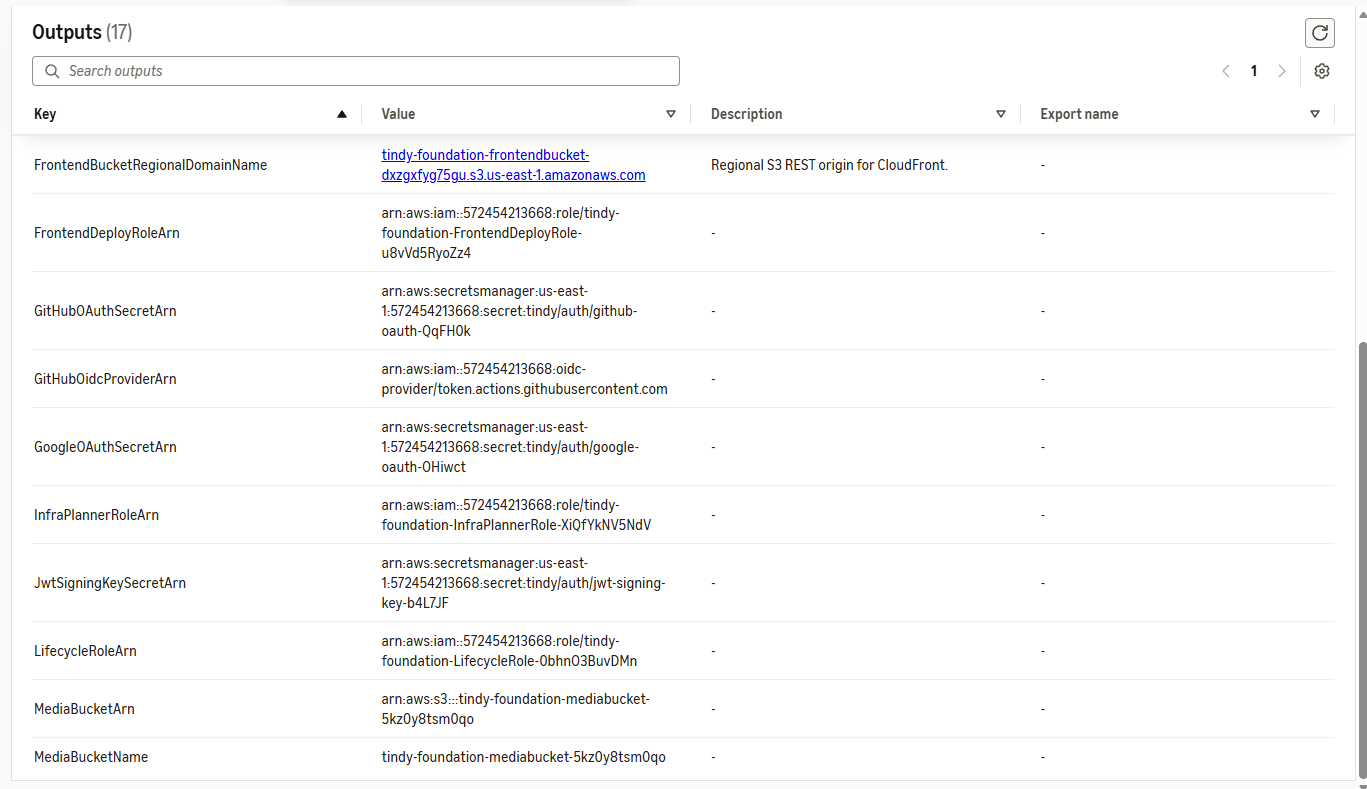 Outputs (17)
Search outputs
1
Key Value Description Export name
FrontendBucketRegionalDomainName
tindy-foundation-frontendbucket-
dxzgxfyg75gu.s3.us-east-1.amazonaws.com
Regional S3 REST origin for CloudFront.
-
FrontendDeployRoleArn
arn:aws:iam::572454213668:role/tindy-
foundation-FrontendDeployRole-
u8vVd5RyoZz4
-
-
GitHubOAuthSecretArn
arn:aws:secretsmanager:us-east-
1:572454213668:secret:tindy/auth/github-
oauth-QqFH0k
-
-
GitHubOidcProviderArn
arn:aws:iam::572454213668:oidc-
provider/token.actions.githubusercontent.com
-
-
GoogleOAuthSecretArn
arn:aws:secretsmanager:us-east-
1:572454213668:secret:tindy/auth/google-
oauth-OHiwct
-
-
InfraPlannerRoleArn
arn:aws:iam::572454213668:role/tindy-
foundation-InfraPlannerRole-XiQfYkNV5NdV
-
-
JwtSigningKeySecretArn
arn:aws:secretsmanager:us-east-
1:572454213668:secret:tindy/auth/jwt-signing-
key-b4L7JF
-
-
LifecycleRoleArn
arn:aws:iam::572454213668:role/tindy-
foundation-LifecycleRole-0bhnO3BuvDMn
-
-
MediaBucketArn
arn:aws:s3:::tindy-foundation-mediabucket-
5kz0y8tsm0qo
-
-
MediaBucketName
tindy-foundation-mediabucket-5kz0y8tsm0qo
-
-